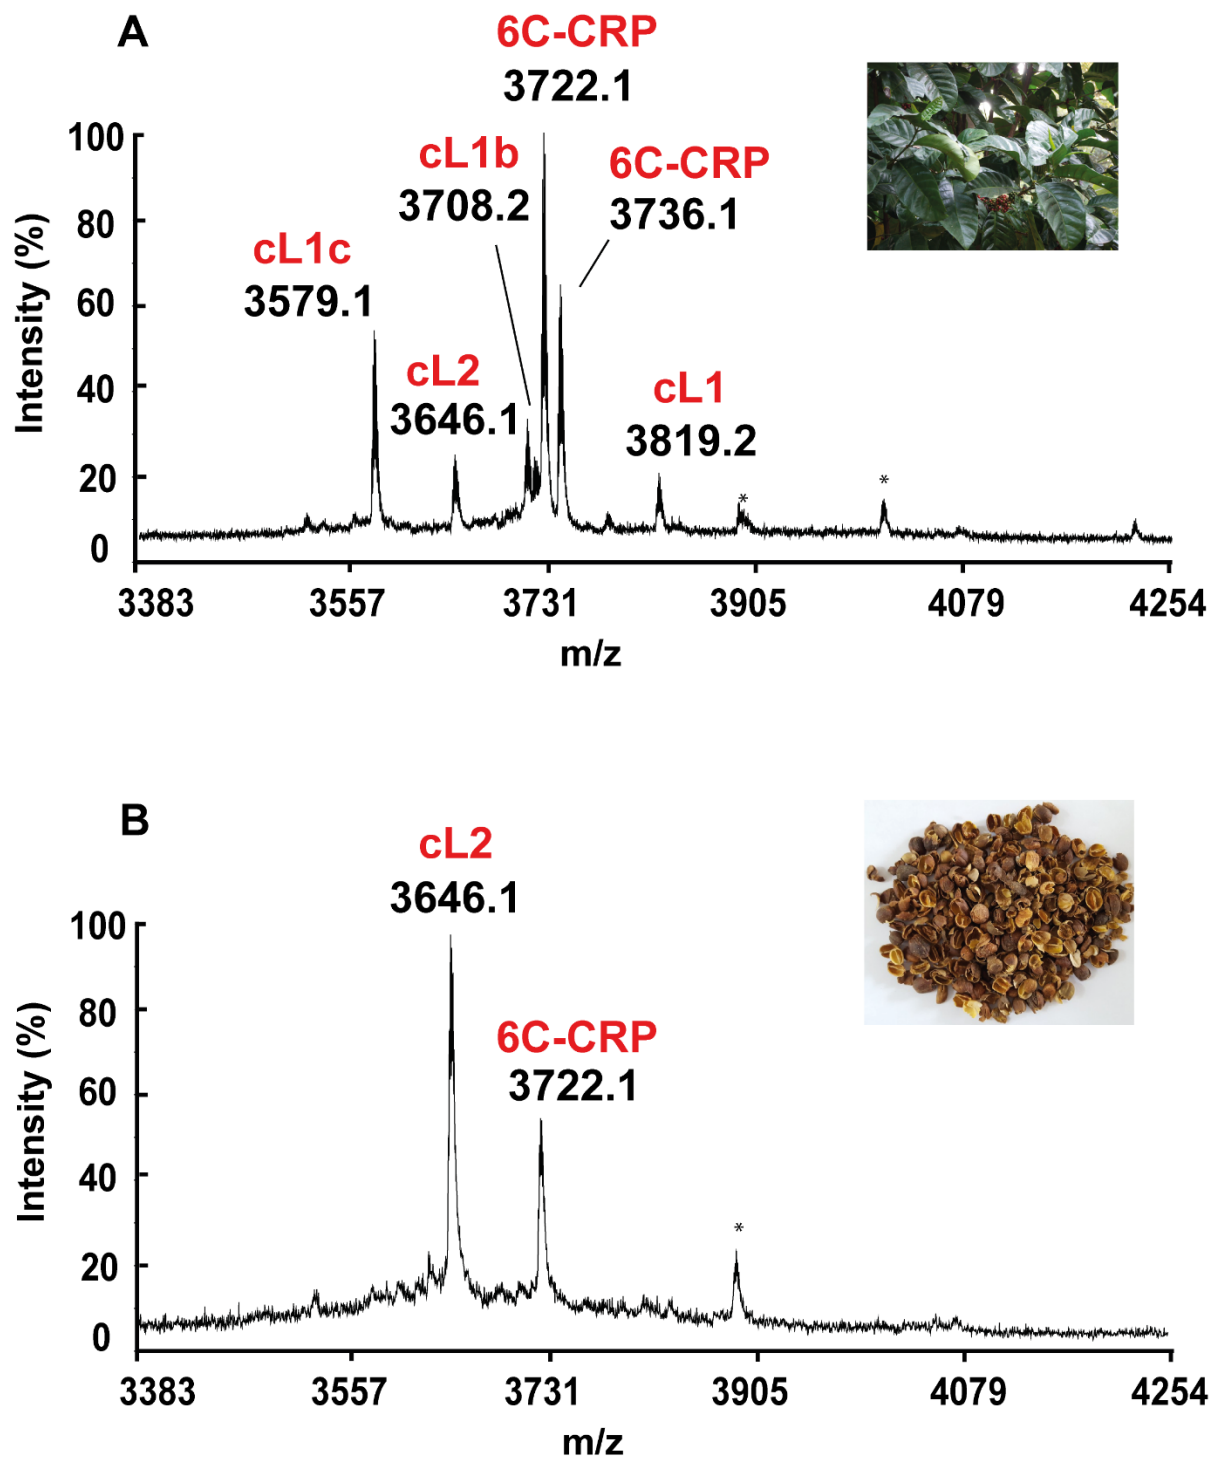 A
6C-CRP
3722.1
cL1b
3708.2
6C-CRP
3736.1
cL1c
3579.1
cL2
3646.1
cL1
3819.2
*
*
Intensity (%)
100
80
60
40
20
0
3383 3557 3731 3905 4079 4254
m/z
B
cL2
3646.1
6C-CRP
3722.1
*
Intensity (%)
100
80
60
40
20
0
3383 3557 3731 3905 4079 4254
m/z